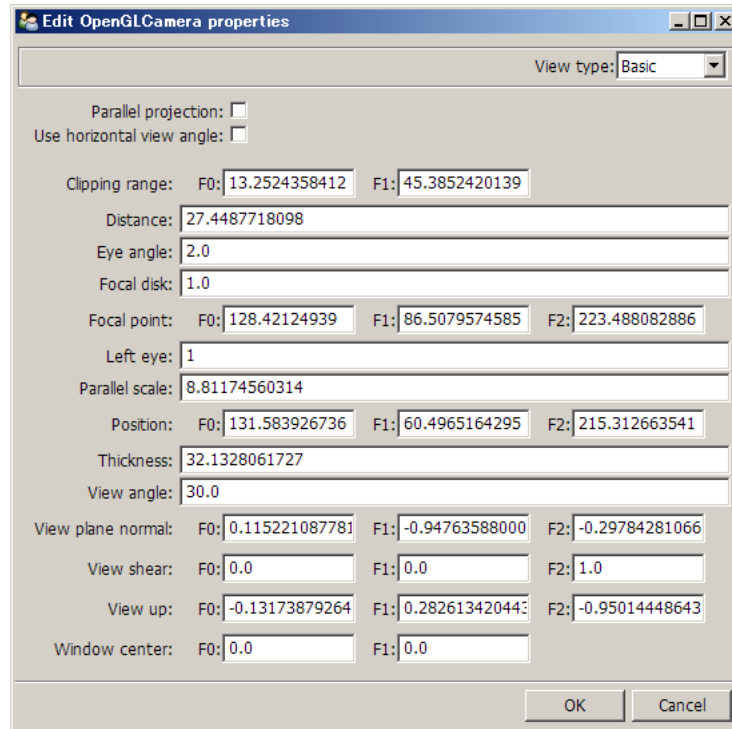 Edit OpenGLCamera properties
View type: Basic
Parallel projection:
Use horizontal view angle:
Clipping range: F0: 13.2524358412 F1: 45.3852420139
Distance: 27.4487718098
Eye angle: 2.0
Focal disk: 1.0
Focal point: F0: 128.42124939 F1: 86.5079574585 F2: 223.488082886
Left eye: 1
Parallel scale: 8.81174560314
Position: F0: 131.583926736 F1: 60.4965164295 F2: 215.312663541
Thickness: 32.1328061727
View angle: 30.0
View plane normal: F0: 0.115221087781 F1: -0.94763588000 F2: -0.29784281066
View shear: F0: 0.0 F1: 0.0 F2: 1.0
View up: F0: -0.13173879264 F1: 0.282613420443 F2: -0.95014448643
Window center: F0: 0.0 F1: 0.0
OK Cancel